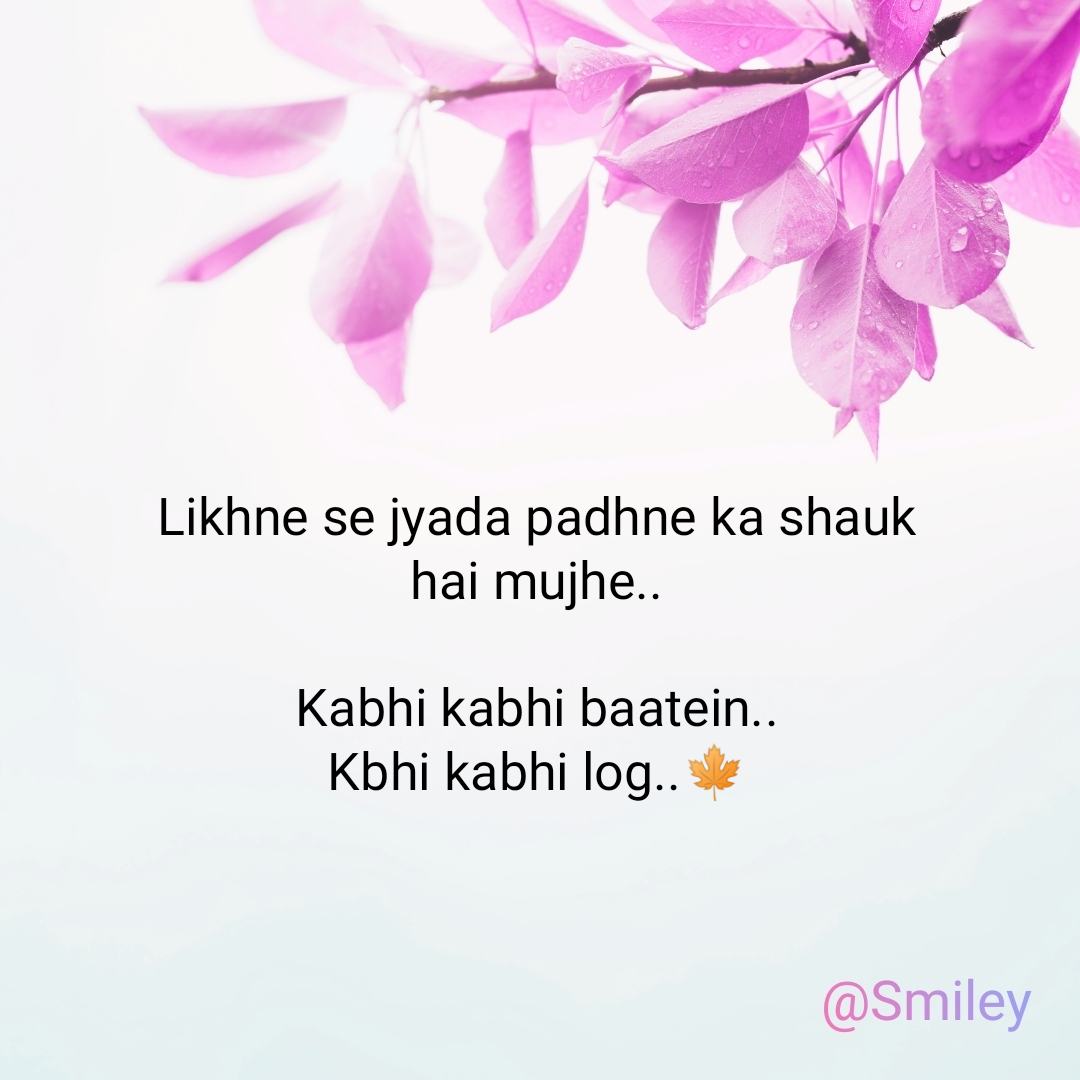 Likhne se jyada padhne ka shauk
hai mujhe..
Kabhi kabhi baatein..
Kbhi kabhi log..🍁
@Smiley